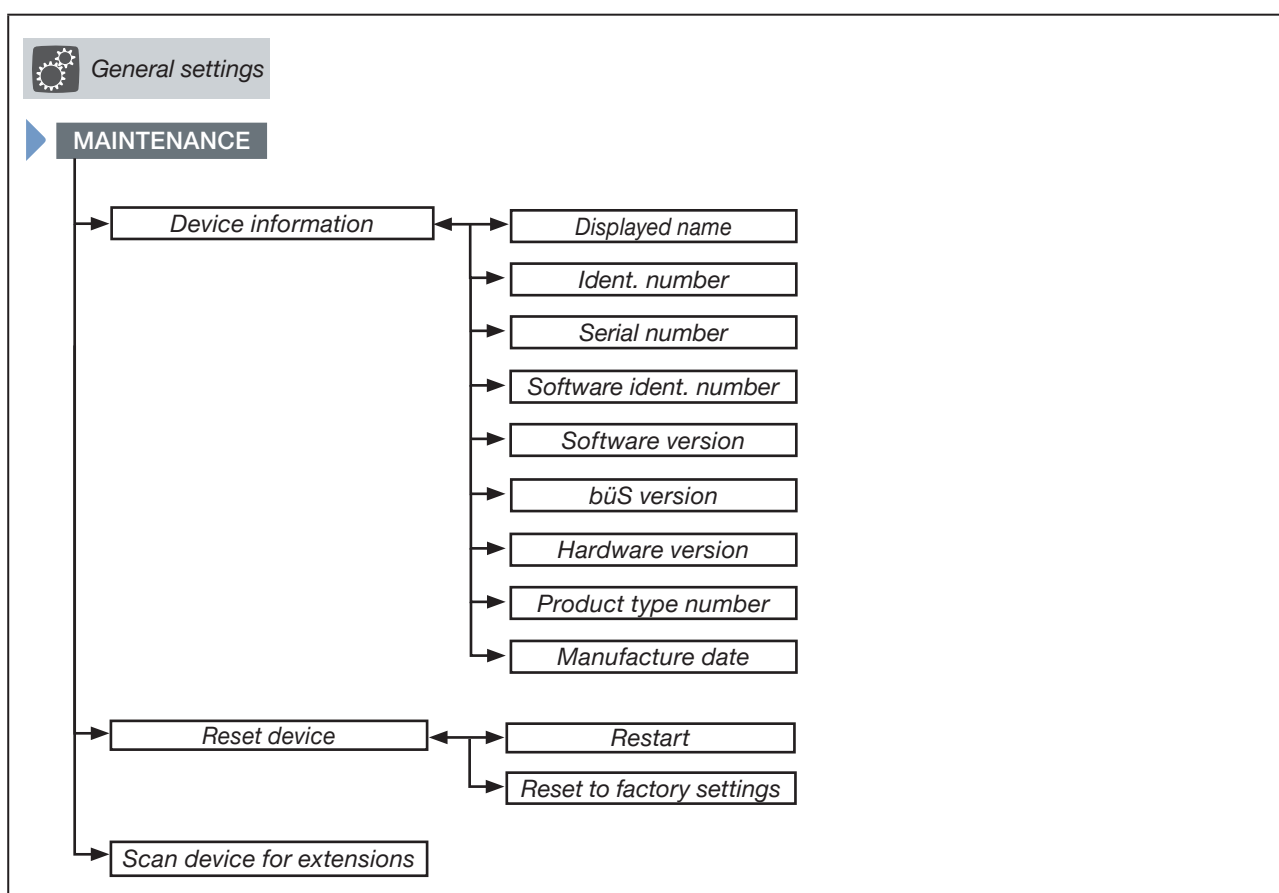 General settings
MAINTENANCE
Device information
Displayed name
Ident. number
Serial number
Software ident. number
Software version
büS version
Hardware version
Product type number
Manufacture date
Reset device
Restart
Reset to factory settings
Scan device for extensions